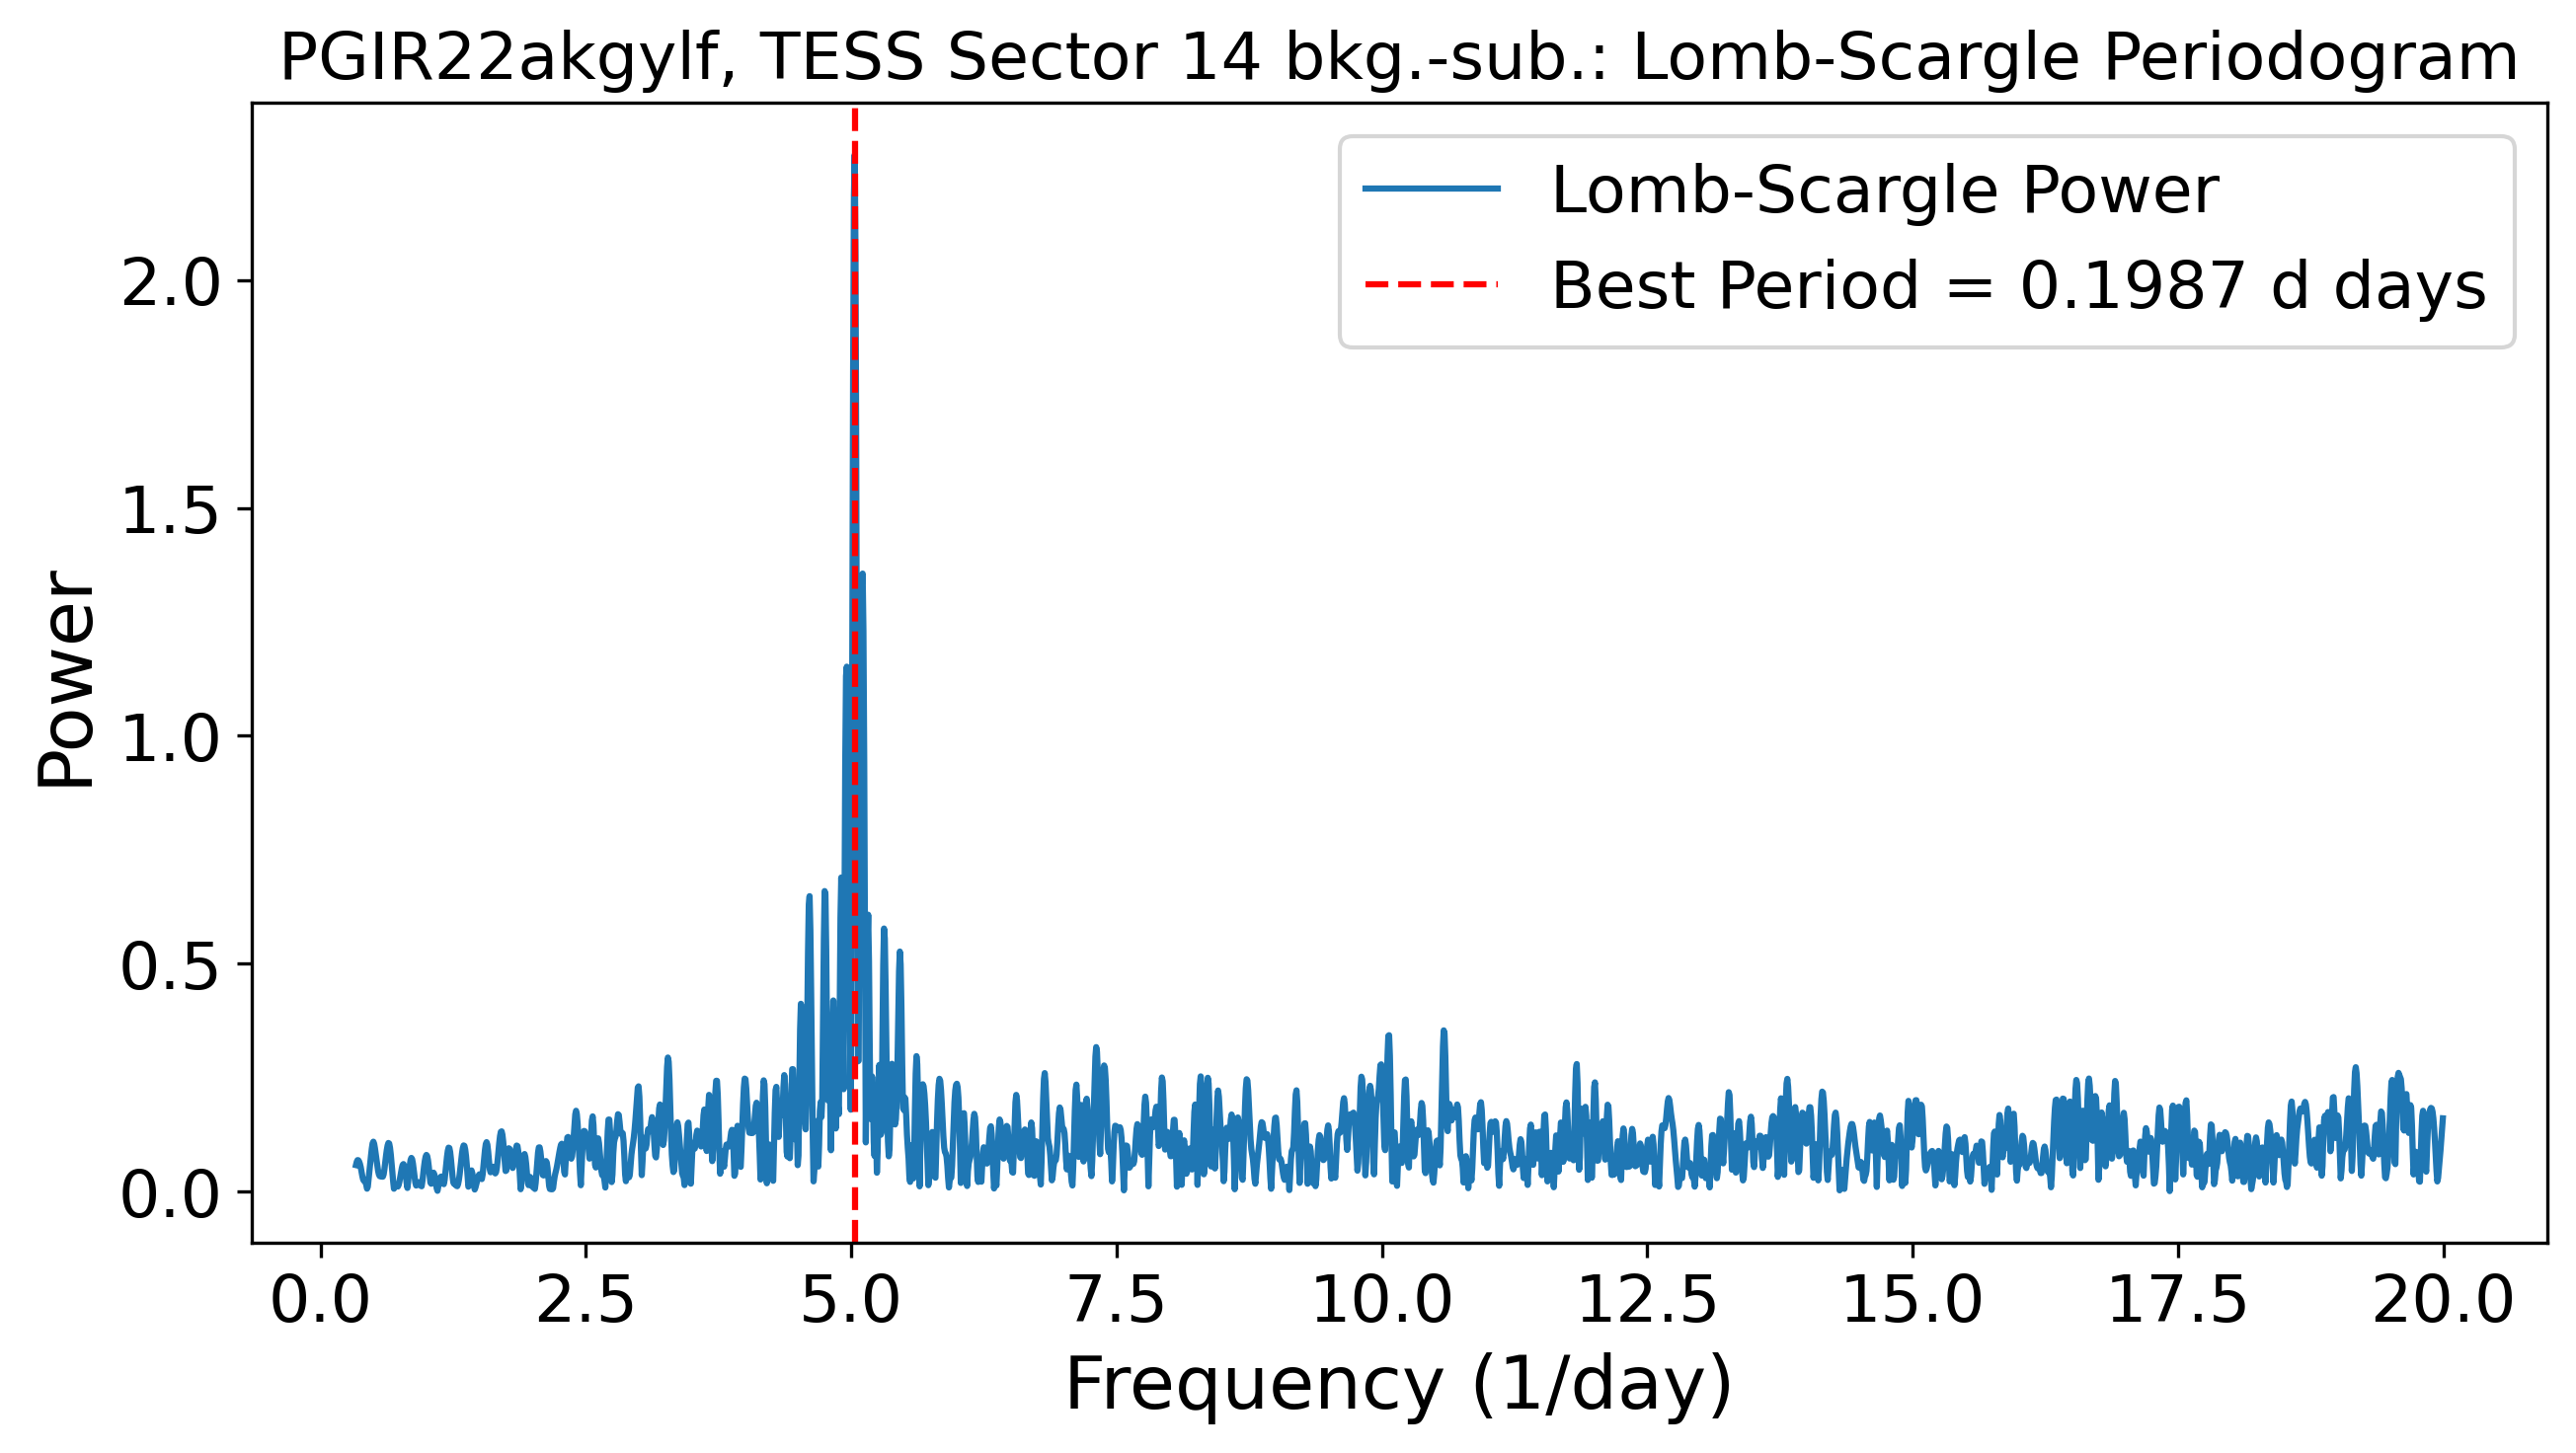 PGIR22akgylf, TESS Sector 14 bkg.-sub.: Lomb-Scargle Periodogram
Lomb-Scargle Power
Best Period = 0.1987 d days
Power
2.0
1.5
1.0
0.5
0.0
0.0 2.5 5.0 7.5 10.0 12.5 15.0 17.5 20.0
Frequency (1/day)